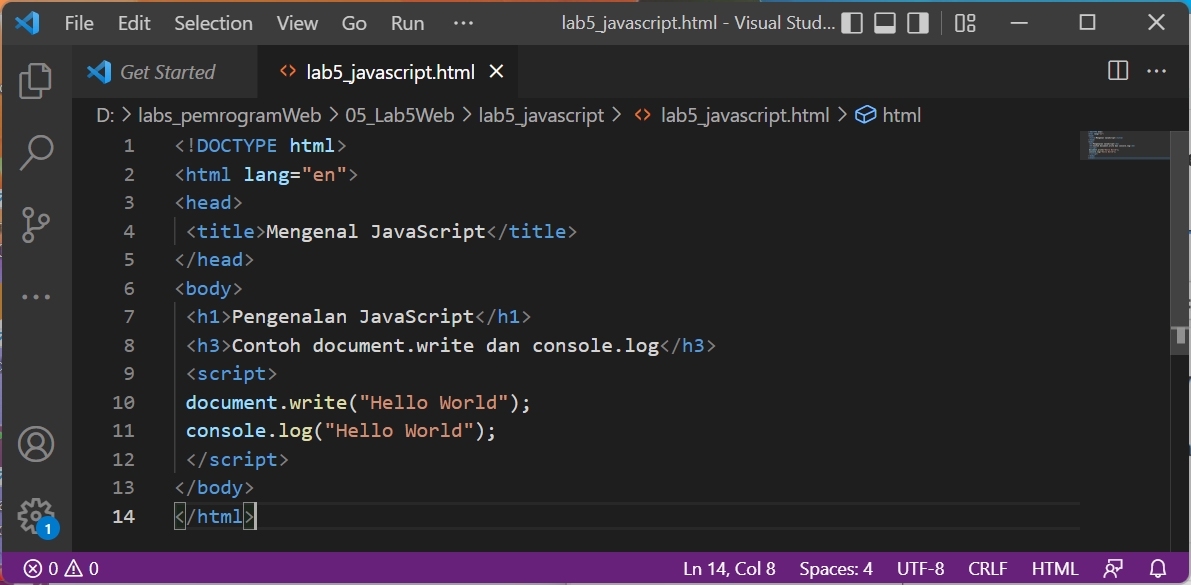 File Edit Selection View Go Run ··· lab5_javascript.html - Visual Stud...
Get Started lab5_javascript.html
D: > labs_pemrogramWeb > 05_Lab5Web > lab5_javascript > lab5_javascript.html > html
1 <!DOCTYPE html>
2 <html lang="en">
3 <head>
4 <title>Mengenal JavaScript</title>
5 </head>
6 <body>
7 <h1>Pengenalan JavaScript</h1>
8 <h3>Contoh document.write dan console.log</h3>
9 <script>
10 document.write("Hello World");
11 console.log("Hello World");
12 </script>
13 </body>
14 </html>
1
0 0 Ln 14, Col 8 Spaces: 4 UTF-8 CRLF HTML